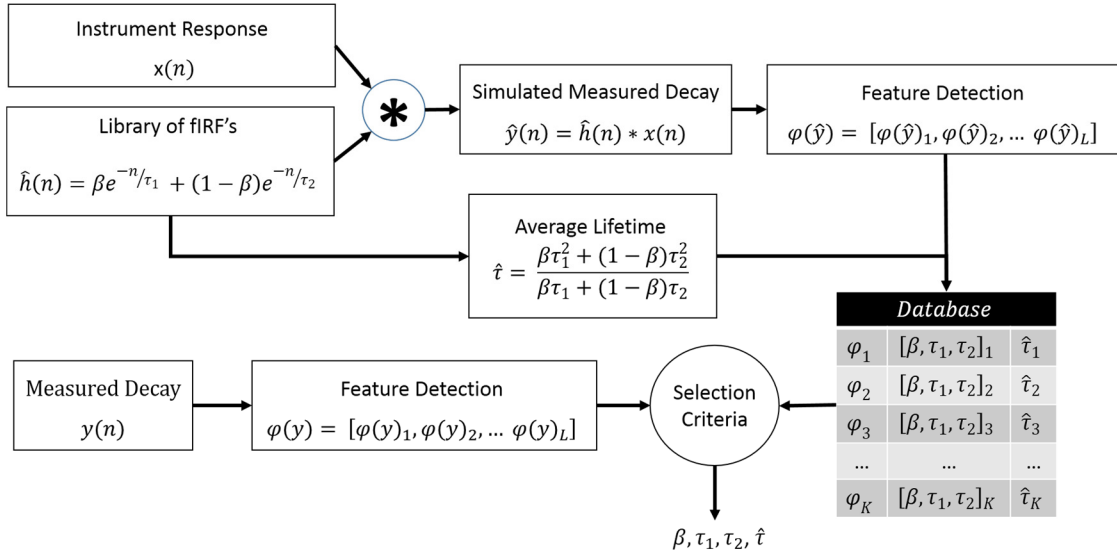 Instrument Response
x(n)
Library of fIRF's
ĥ(n) = βe^{-n/τ₁} + (1 − β)e^{-n/τ₂}
*
Simulated Measured Decay
ŷ(n) = ĥ(n) ∗ x(n)
Feature Detection
φ(ŷ) = [φ(ŷ)₁, φ(ŷ)₂, … φ(ŷ)_L]
Average Lifetime
τ̂ = (βτ₁² + (1 − β)τ₂²) / (βτ₁ + (1 − β)τ₂)
Database
φ₁ [β, τ₁, τ₂]₁ τ̂₁
φ₂ [β, τ₁, τ₂]₂ τ̂₂
φ₃ [β, τ₁, τ₂]₃ τ̂₃
... ... ...
φ_K [β, τ₁, τ₂]_K τ̂_K
Measured Decay
y(n)
Feature Detection
φ(y) = [φ(y)₁, φ(y)₂, … φ(y)_L]
Selection
Criteria
β, τ₁, τ₂, τ̂